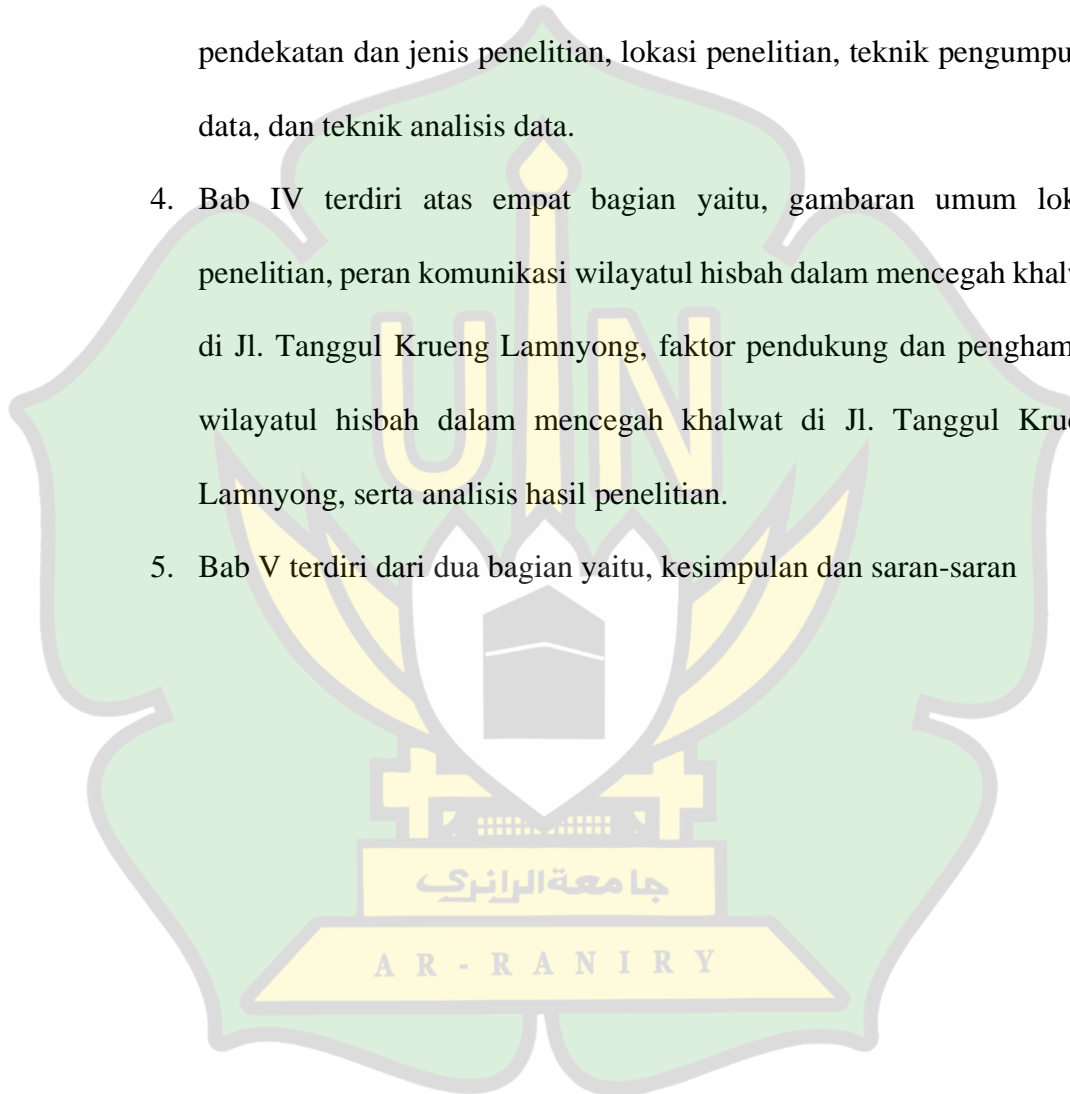 pendekatan dan jenis penelitian, lokasi penelitian, teknik pengumpu
data, dan teknik analisis data.
4. Bab IV terdiri atas empat bagian yaitu, gambaran umum lok
penelitian, peran komunikasi wilayatul hisbah dalam mencegah khalw
di Jl. Tanggul Krueng Lamnyong, faktor pendukung dan pengham
wilayatul hisbah dalam mencegah khalwat di Jl. Tanggul Krue
Lamnyong, serta analisis hasil penelitian.
5. Bab V terdiri dari dua bagian yaitu, kesimpulan dan saran-saran
UIN
جامعة الرانري
AR-RANIRY